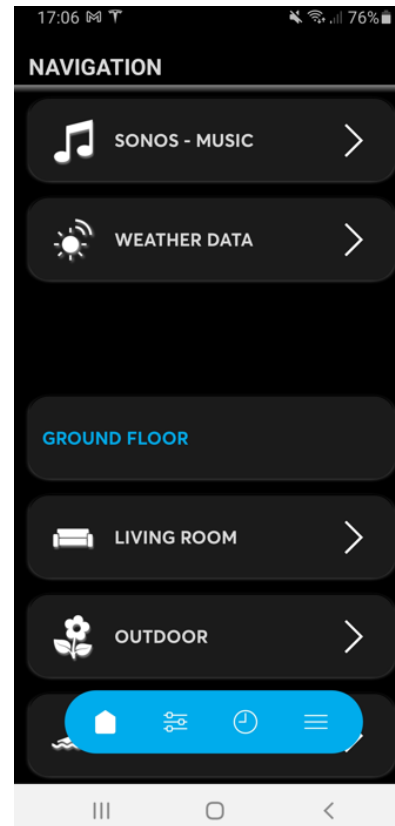 17:06 76%
NAVIGATION
SONOS - MUSIC
WEATHER DATA
GROUND FLOOR
LIVING ROOM
OUTDOOR